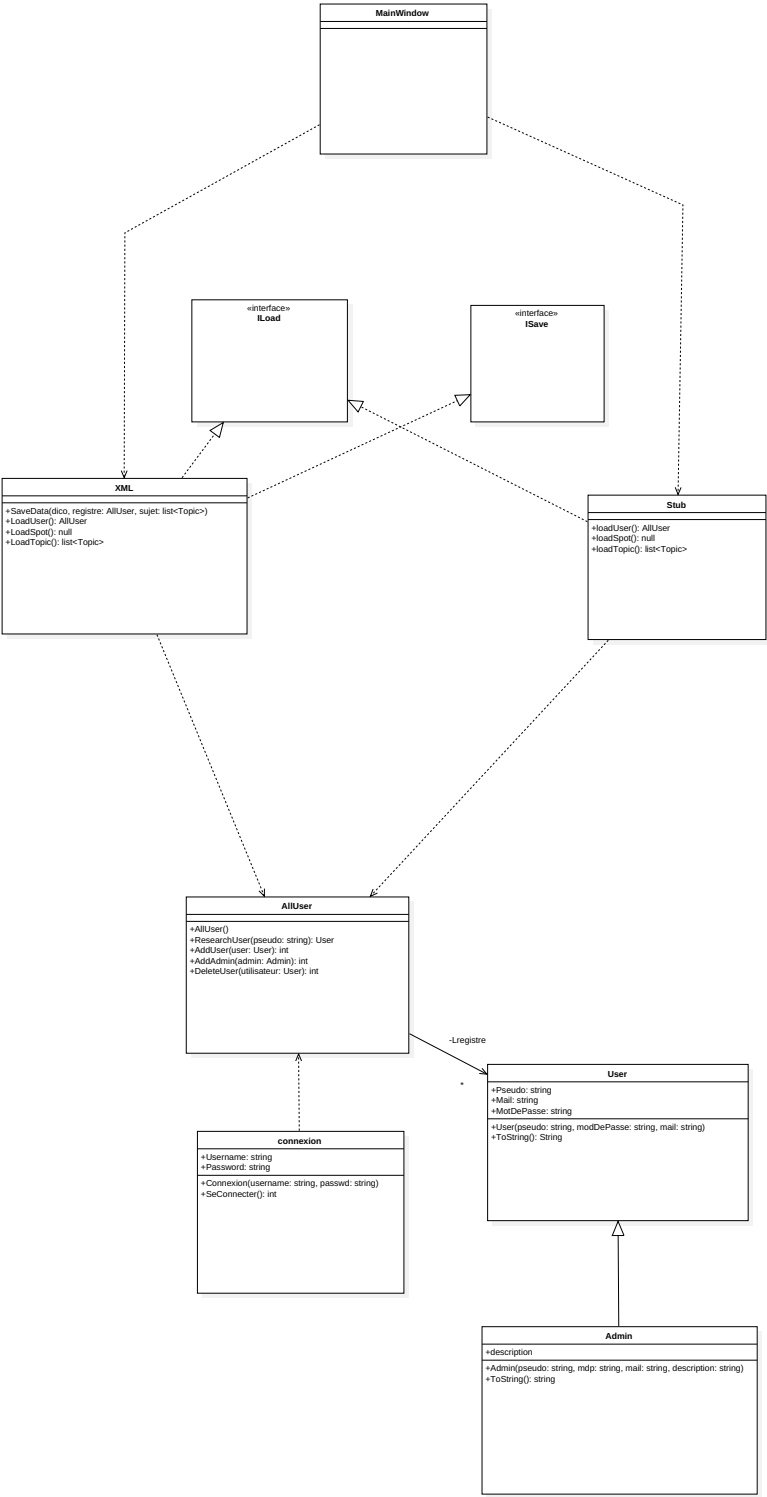 MainWindow
«interface»
ILoad
«interface»
ISave
XML
+SaveData(dico, registre: AllUser, sujet: list<Topic>)
+LoadUser(): AllUser
+LoadSpot(): null
+LoadTopic(): list<Topic>
Stub
+loadUser(): AllUser
+loadSpot(): null
+loadTopic(): list<Topic>
AllUser
+AllUser()
+ResearchUser(pseudo: string): User
+AddUser(user: User): int
+AddAdmin(admin: Admin): int
+DeleteUser(utilisateur: User): int
-Lregistre
*
User
+Pseudo: string
+Mail: string
+MotDePasse: string
+User(pseudo: string, modDePasse: string, mail: string)
+ToString(): String
connexion
+Username: string
+Password: string
+Connexion(username: string, passwd: string)
+SeConnecter(): int
Admin
+description
+Admin(pseudo: string, mdp: string, mail: string, description: string)
+ToString(): string